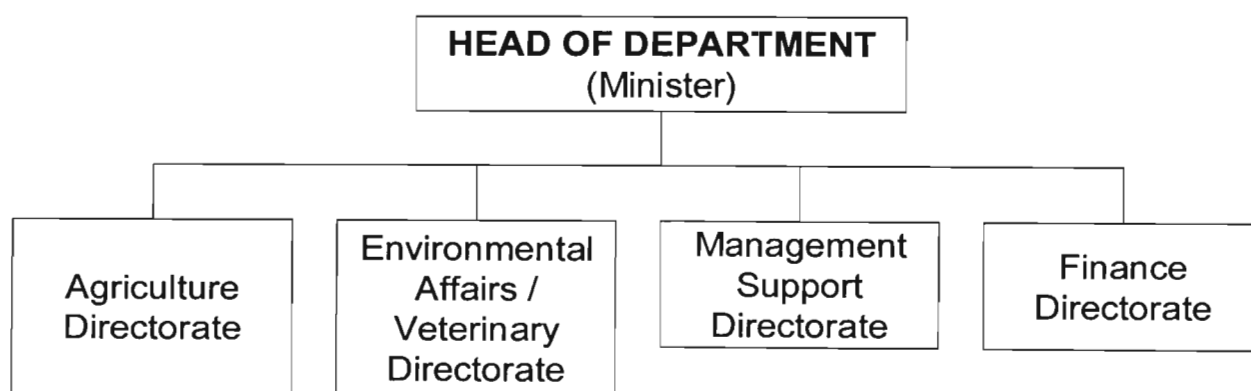 HEAD OF DEPARTMENT
(Minister)
Agriculture
Directorate
Environmental
Affairs /
Veterinary
Directorate
Management
Support
Directorate
Finance
Directorate